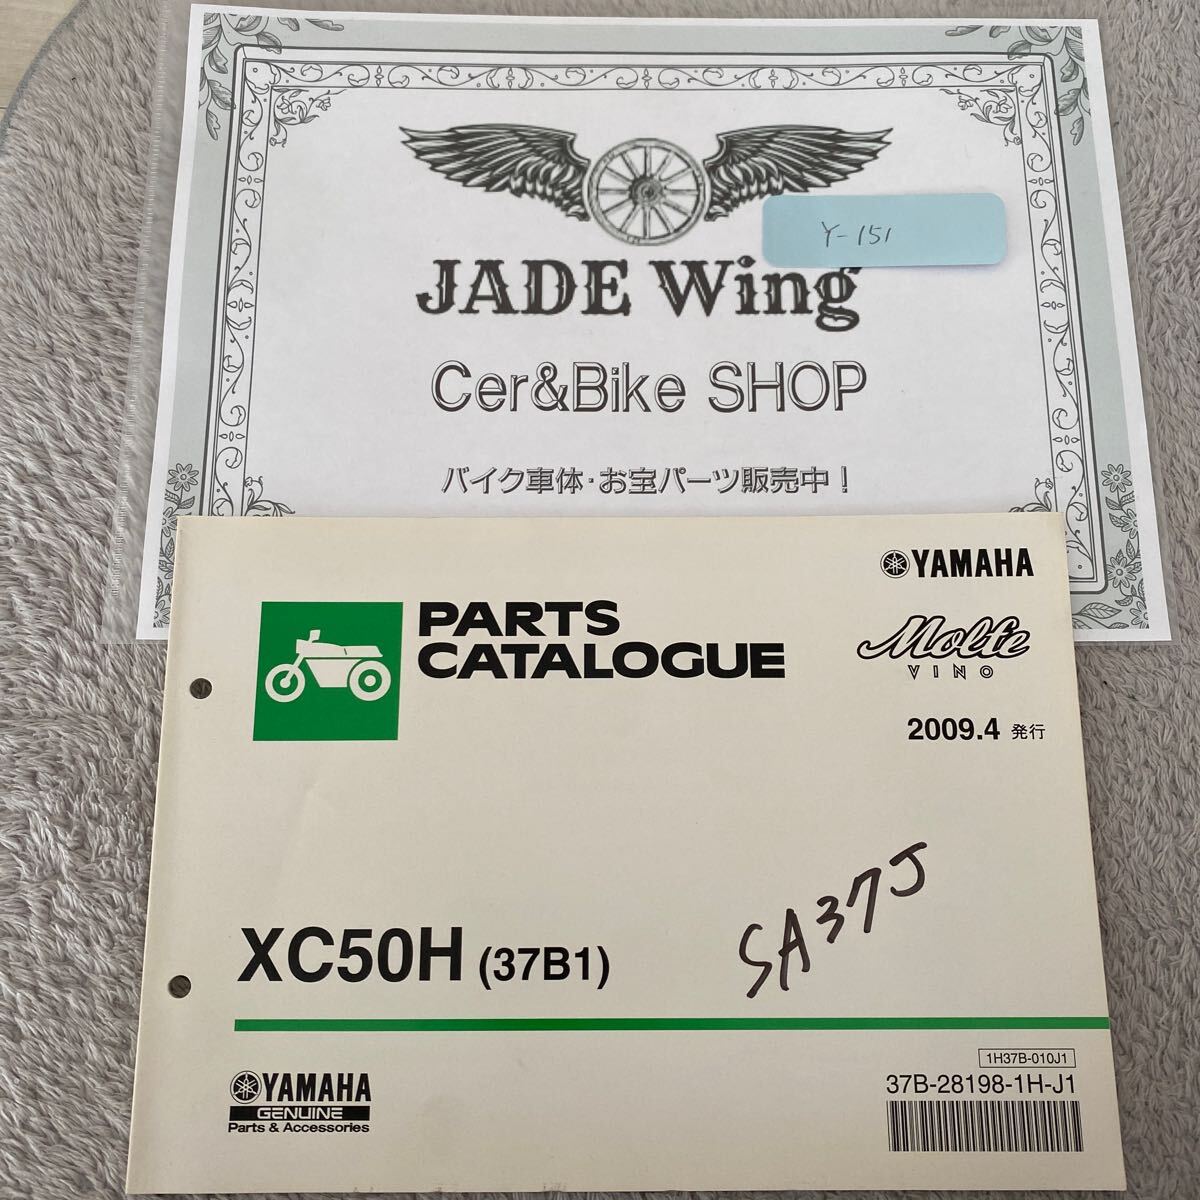 Y-151
JADE Wing
Cer&Bike SHOP
バイク車体・お宝パーツ販売中！
YAMAHA
PARTS
CATALOGUE
Molfe
VINO
2009.4 発行
SA37J
XC50H (37B1)
1H37B-010J1
37B-28198-1H-J1
YAMAHA
GENUINE
Parts & Accessories